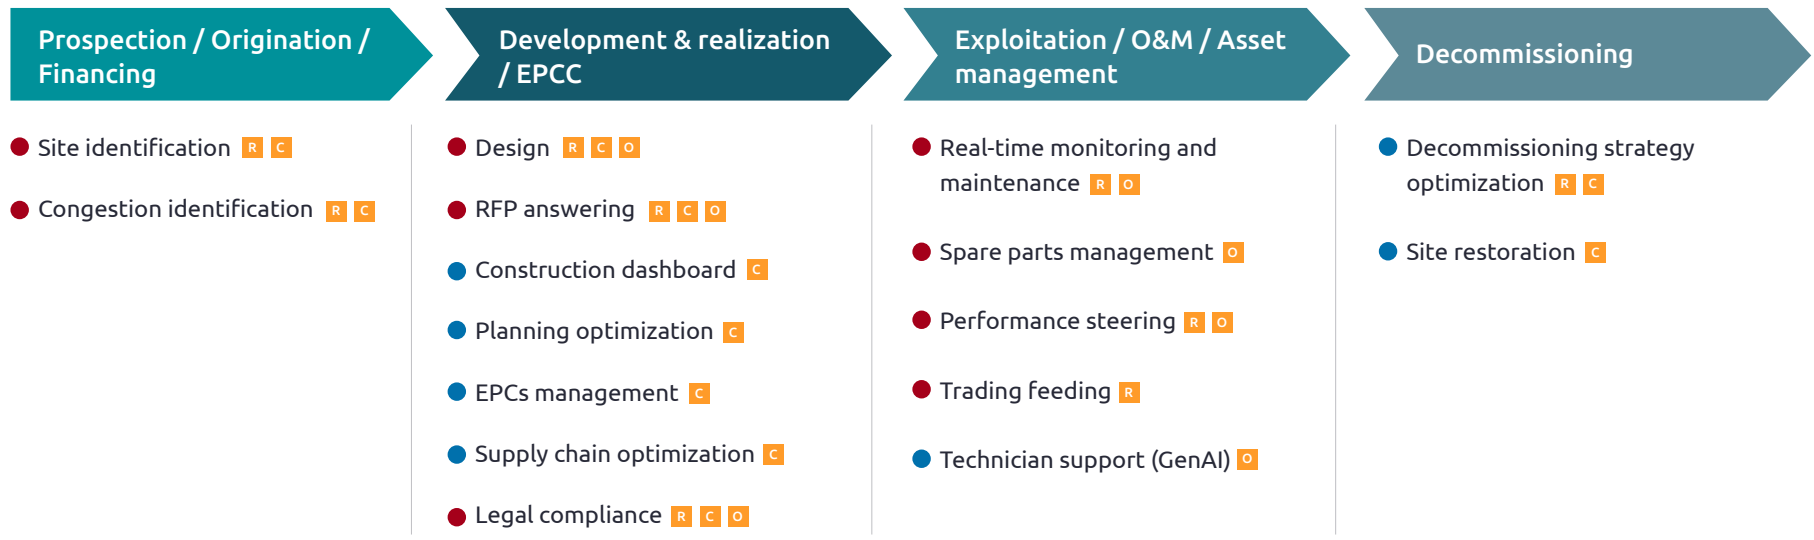 Prospection / Origination /
Financing
Site identification R C
Congestion identification R C
Development & realization
/ EPCC
Design R C O
RFP answering R C O
Construction dashboard C
Planning optimization C
EPCs management C
Supply chain optimization C
Legal compliance R C O
Exploitation / O&M / Asset
management
Real-time monitoring and
maintenance R O
Spare parts management O
Performance steering R O
Trading feeding R
Technician support (GenAI) O
Decommissioning
Decommissioning strategy
optimization R C
Site restoration C